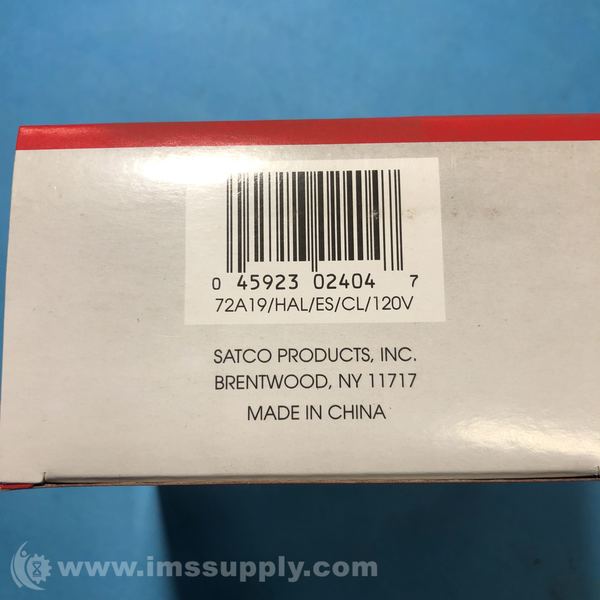 0 45923 02404 7
72A19/HAL/ES/CL/120V
SATCO PRODUCTS, INC.
BRENTWOOD, NY 11717
MADE IN CHINA
www.imssupply.com